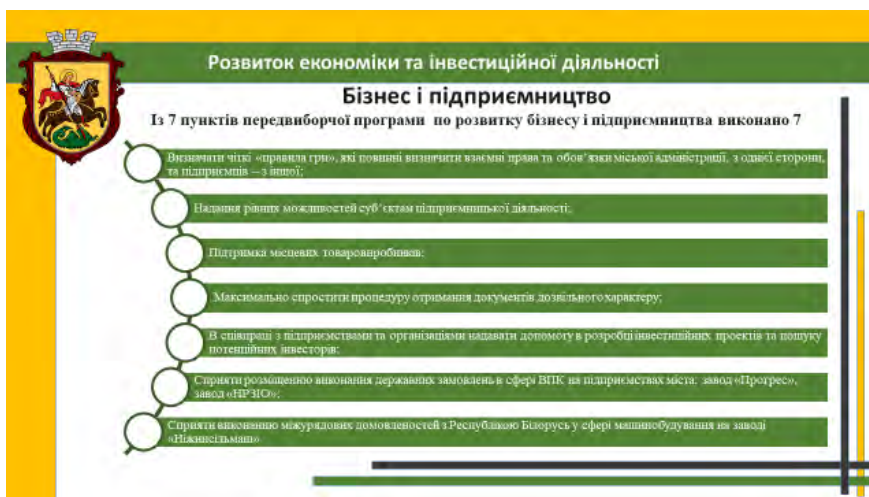 Розвиток економіки та інвестиційної діяльності
Бізнес і підприємництво
Із 7 пунктів передвиборчої програми по розвитку бізнесу і підприємництва виконано 7
Визначати чіткі «правила гри», які повинні визначити взаємні права та обов’язки міської адміністрації, з однієї сторони,
та підприємців – з іншої;
Надання рівних можливостей суб’єктам підприємницької діяльності;
Підтримка місцевих товаровиробників;
Максимально спростити процедуру отримання документів дозвільного характеру;
В співпраці з підприємствами та організаціями надавати допомогу в розробці інвестиційних проектів та пошуку
потенційних інвесторів;
Сприяти розміщенню виконання державних замовлень в сфері ВПК на підприємствах міста: завод «Прогрес»,
завод «НРЗІО»;
Сприяти виконанню міжурядових домовленостей з Республікою Білорусь у сфері машинобудування на заводі
«Ніжинсільмаш»